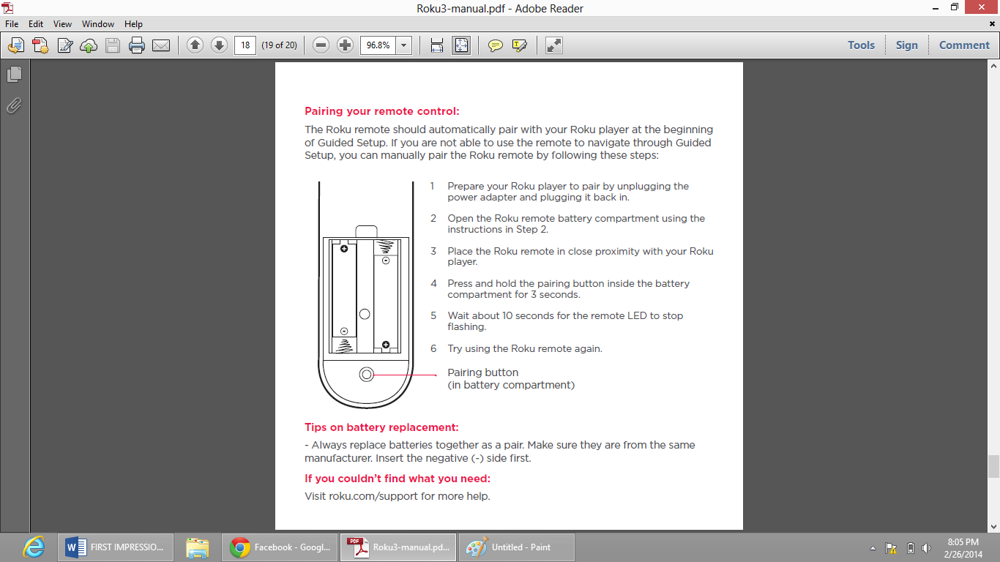 Roku3-manual.pdf - Adobe Reader
File Edit View Window Help
18 (19 of 20) 96.8% Tools Sign Comment
Pairing your remote control:
The Roku remote should automatically pair with your Roku player at the beginning
of Guided Setup. If you are not able to use the remote to navigate through Guided
Setup, you can manually pair the Roku remote by following these steps:
1 Prepare your Roku player to pair by unplugging the
power adapter and plugging it back in.
2 Open the Roku remote battery compartment using the
instructions in Step 2.
3 Place the Roku remote in close proximity with your Roku
player.
4 Press and hold the pairing button inside the battery
compartment for 3 seconds.
5 Wait about 10 seconds for the remote LED to stop
flashing.
6 Try using the Roku remote again.
Pairing button
(in battery compartment)
Tips on battery replacement:
- Always replace batteries together as a pair. Make sure they are from the same
manufacturer. Insert the negative (-) side first.
If you couldn't find what you need:
Visit roku.com/support for more help.
FIRST IMPRESSIO... Facebook - Googl... PDF Roku3-manual.pd... Untitled - Paint
8:05 PM
2/26/2014